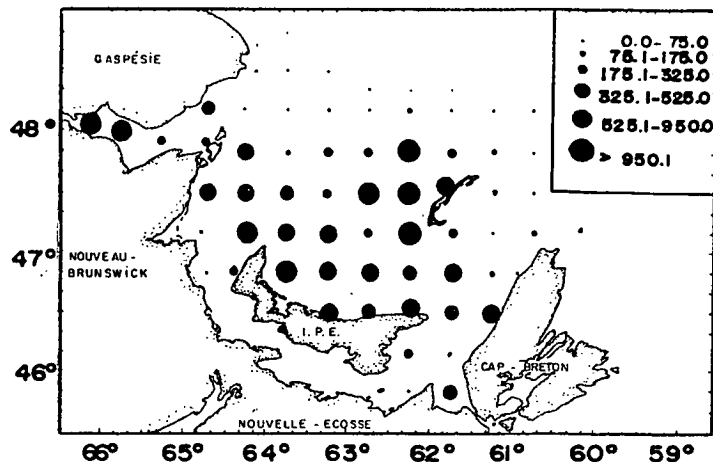 GASPÉSIE
0.0-75.0
75.1-175.0
175.1-325.0
325.1-525.0
525.1-950.0
> 950.1
48°
47°
46°
NOUVEAU-
BRUNSWICK
I.P.E.
CAP BRETON
NOUVELLE-ECOSSE
66° 65° 64° 63° 62° 61° 60° 59°